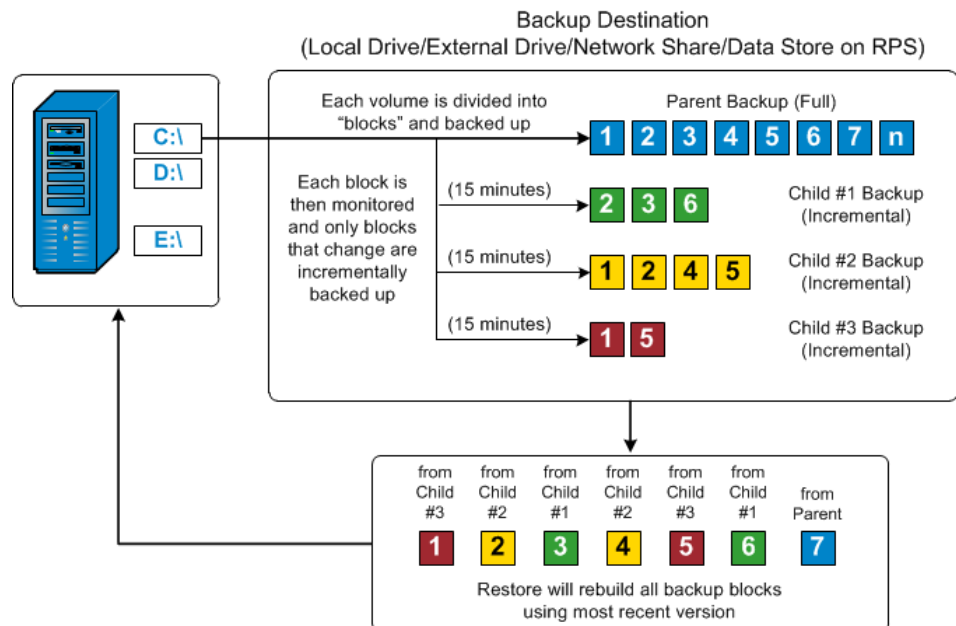 Backup Destination
(Local Drive/External Drive/Network Share/Data Store on RPS)
C:\
D:\
E:\
Each volume is divided into
“blocks” and backed up
Parent Backup (Full)
1 2 3 4 5 6 7 n
Each block is
then monitored
and only blocks
that change are
incrementally
backed up
(15 minutes)
2 3 6
Child #1 Backup
(Incremental)
(15 minutes)
1 2 4 5
Child #2 Backup
(Incremental)
(15 minutes)
1 5
Child #3 Backup
(Incremental)
from
Child
#3
from
Child
#2
from
Child
#1
from
Child
#2
from
Child
#3
from
Child
#1
from
Parent
1 2 3 4 5 6 7
Restore will rebuild all backup blocks
using most recent version